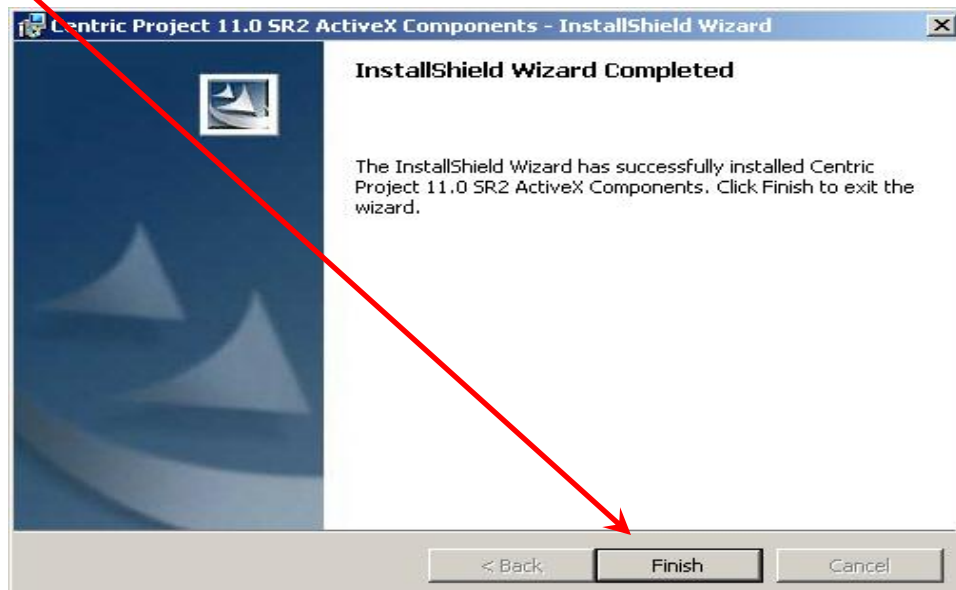 Centric Project 11.0 SR2 ActiveX Components - InstallShield Wizard
InstallShield Wizard Completed
The InstallShield Wizard has successfully installed Centric
Project 11.0 SR2 ActiveX Components. Click Finish to exit the
wizard.
< Back
Finish
Cancel